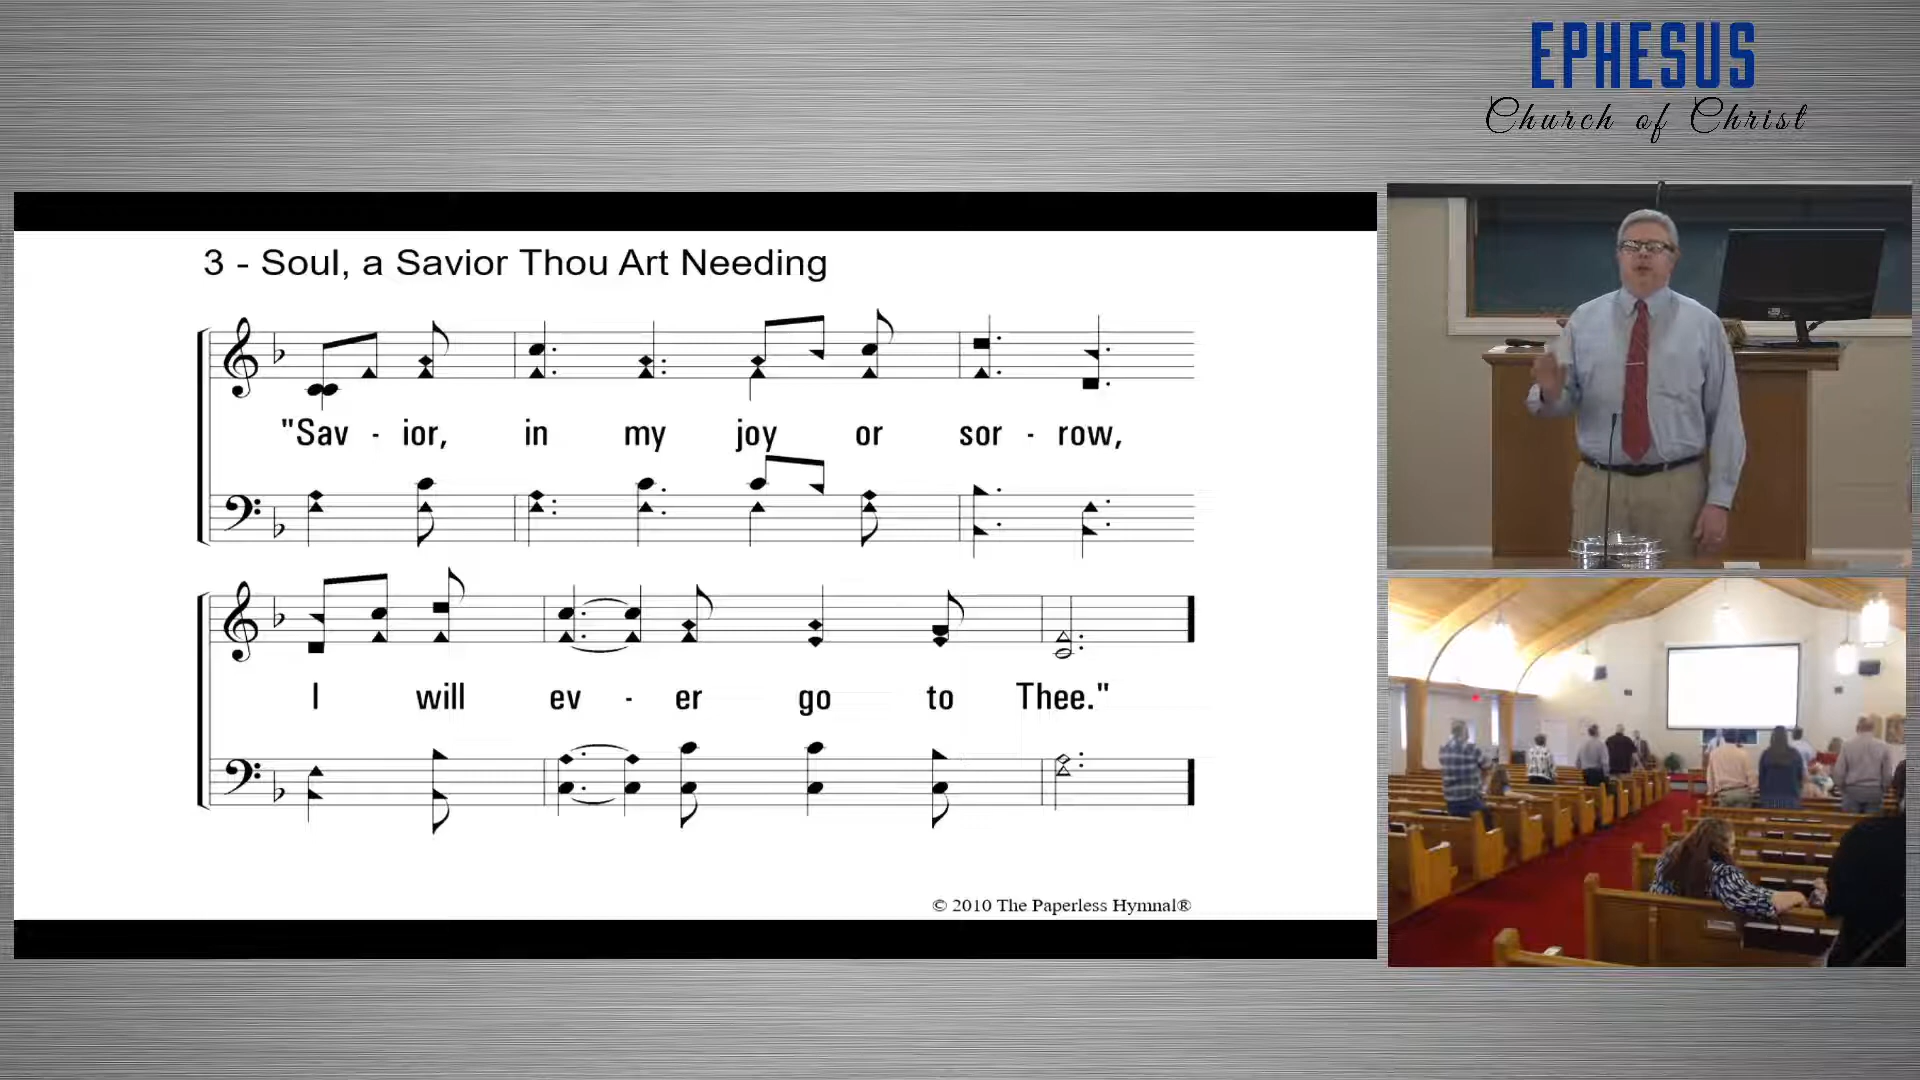 EPHESUS
Church of Christ
3 - Soul, a Savior Thou Art Needing
"Sav - ior, in my joy or sor - row,
I will ev - er go to Thee."
© 2010 The Paperless Hymnal®